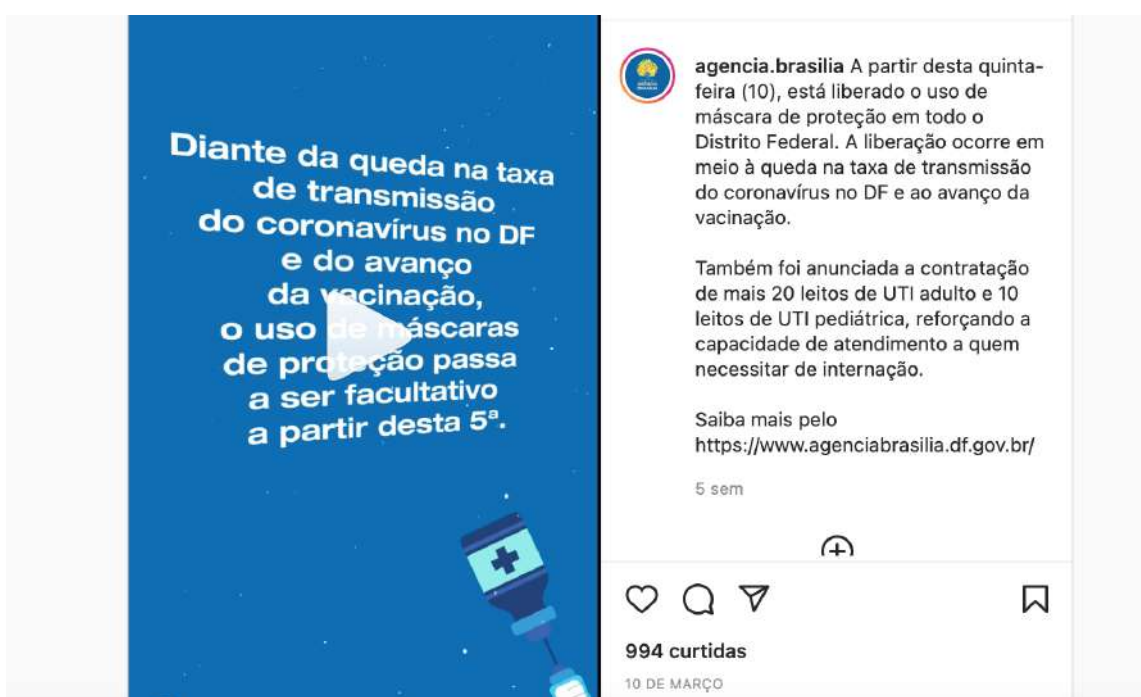 Diante da queda na taxa
de transmissão
do coronavírus no DF
e do avanço
da vacinação,
o uso de máscaras
de proteção passa
a ser facultativo
a partir desta 5ª.
agencia.brasilia A partir desta quinta-
feira (10), está liberado o uso de
máscara de proteção em todo o
Distrito Federal. A liberação ocorre em
meio à queda na taxa de transmissão
do coronavírus no DF e ao avanço da
vacinação.
Também foi anunciada a contratação
de mais 20 leitos de UTI adulto e 10
leitos de UTI pediátrica, reforçando a
capacidade de atendimento a quem
necessitar de internação.
Saiba mais pelo
https://www.agenciabrasilia.df.gov.br/
5 sem
994 curtidas
10 DE MARÇO